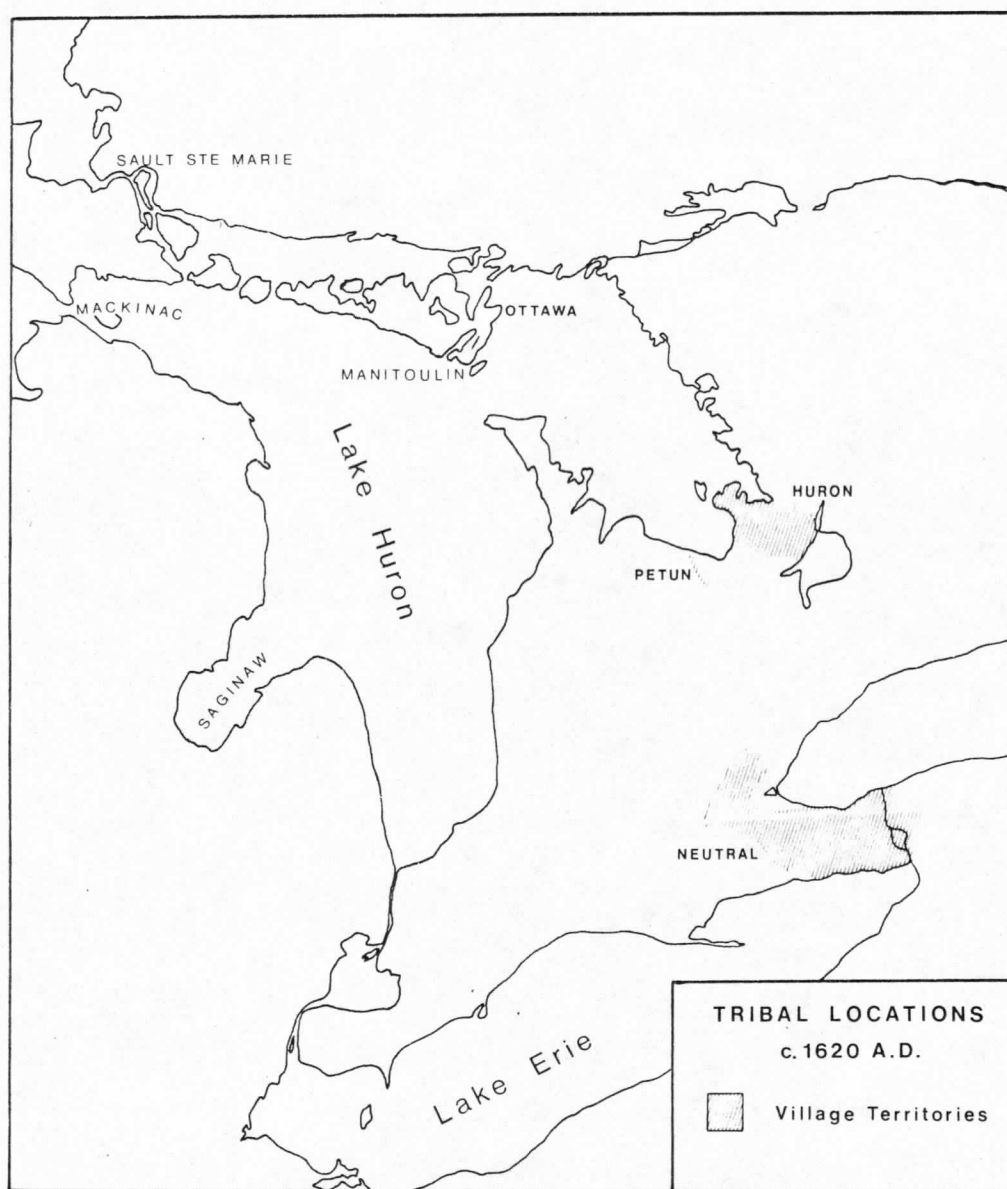 SAULT STE MARIE
MACKINAC
OTTAWA
MANITOULIN
Lake Huron
HURON
PETUN
SAGINAW
NEUTRAL
Lake Erie
TRIBAL LOCATIONS
c. 1620 A.D.
Village Territories